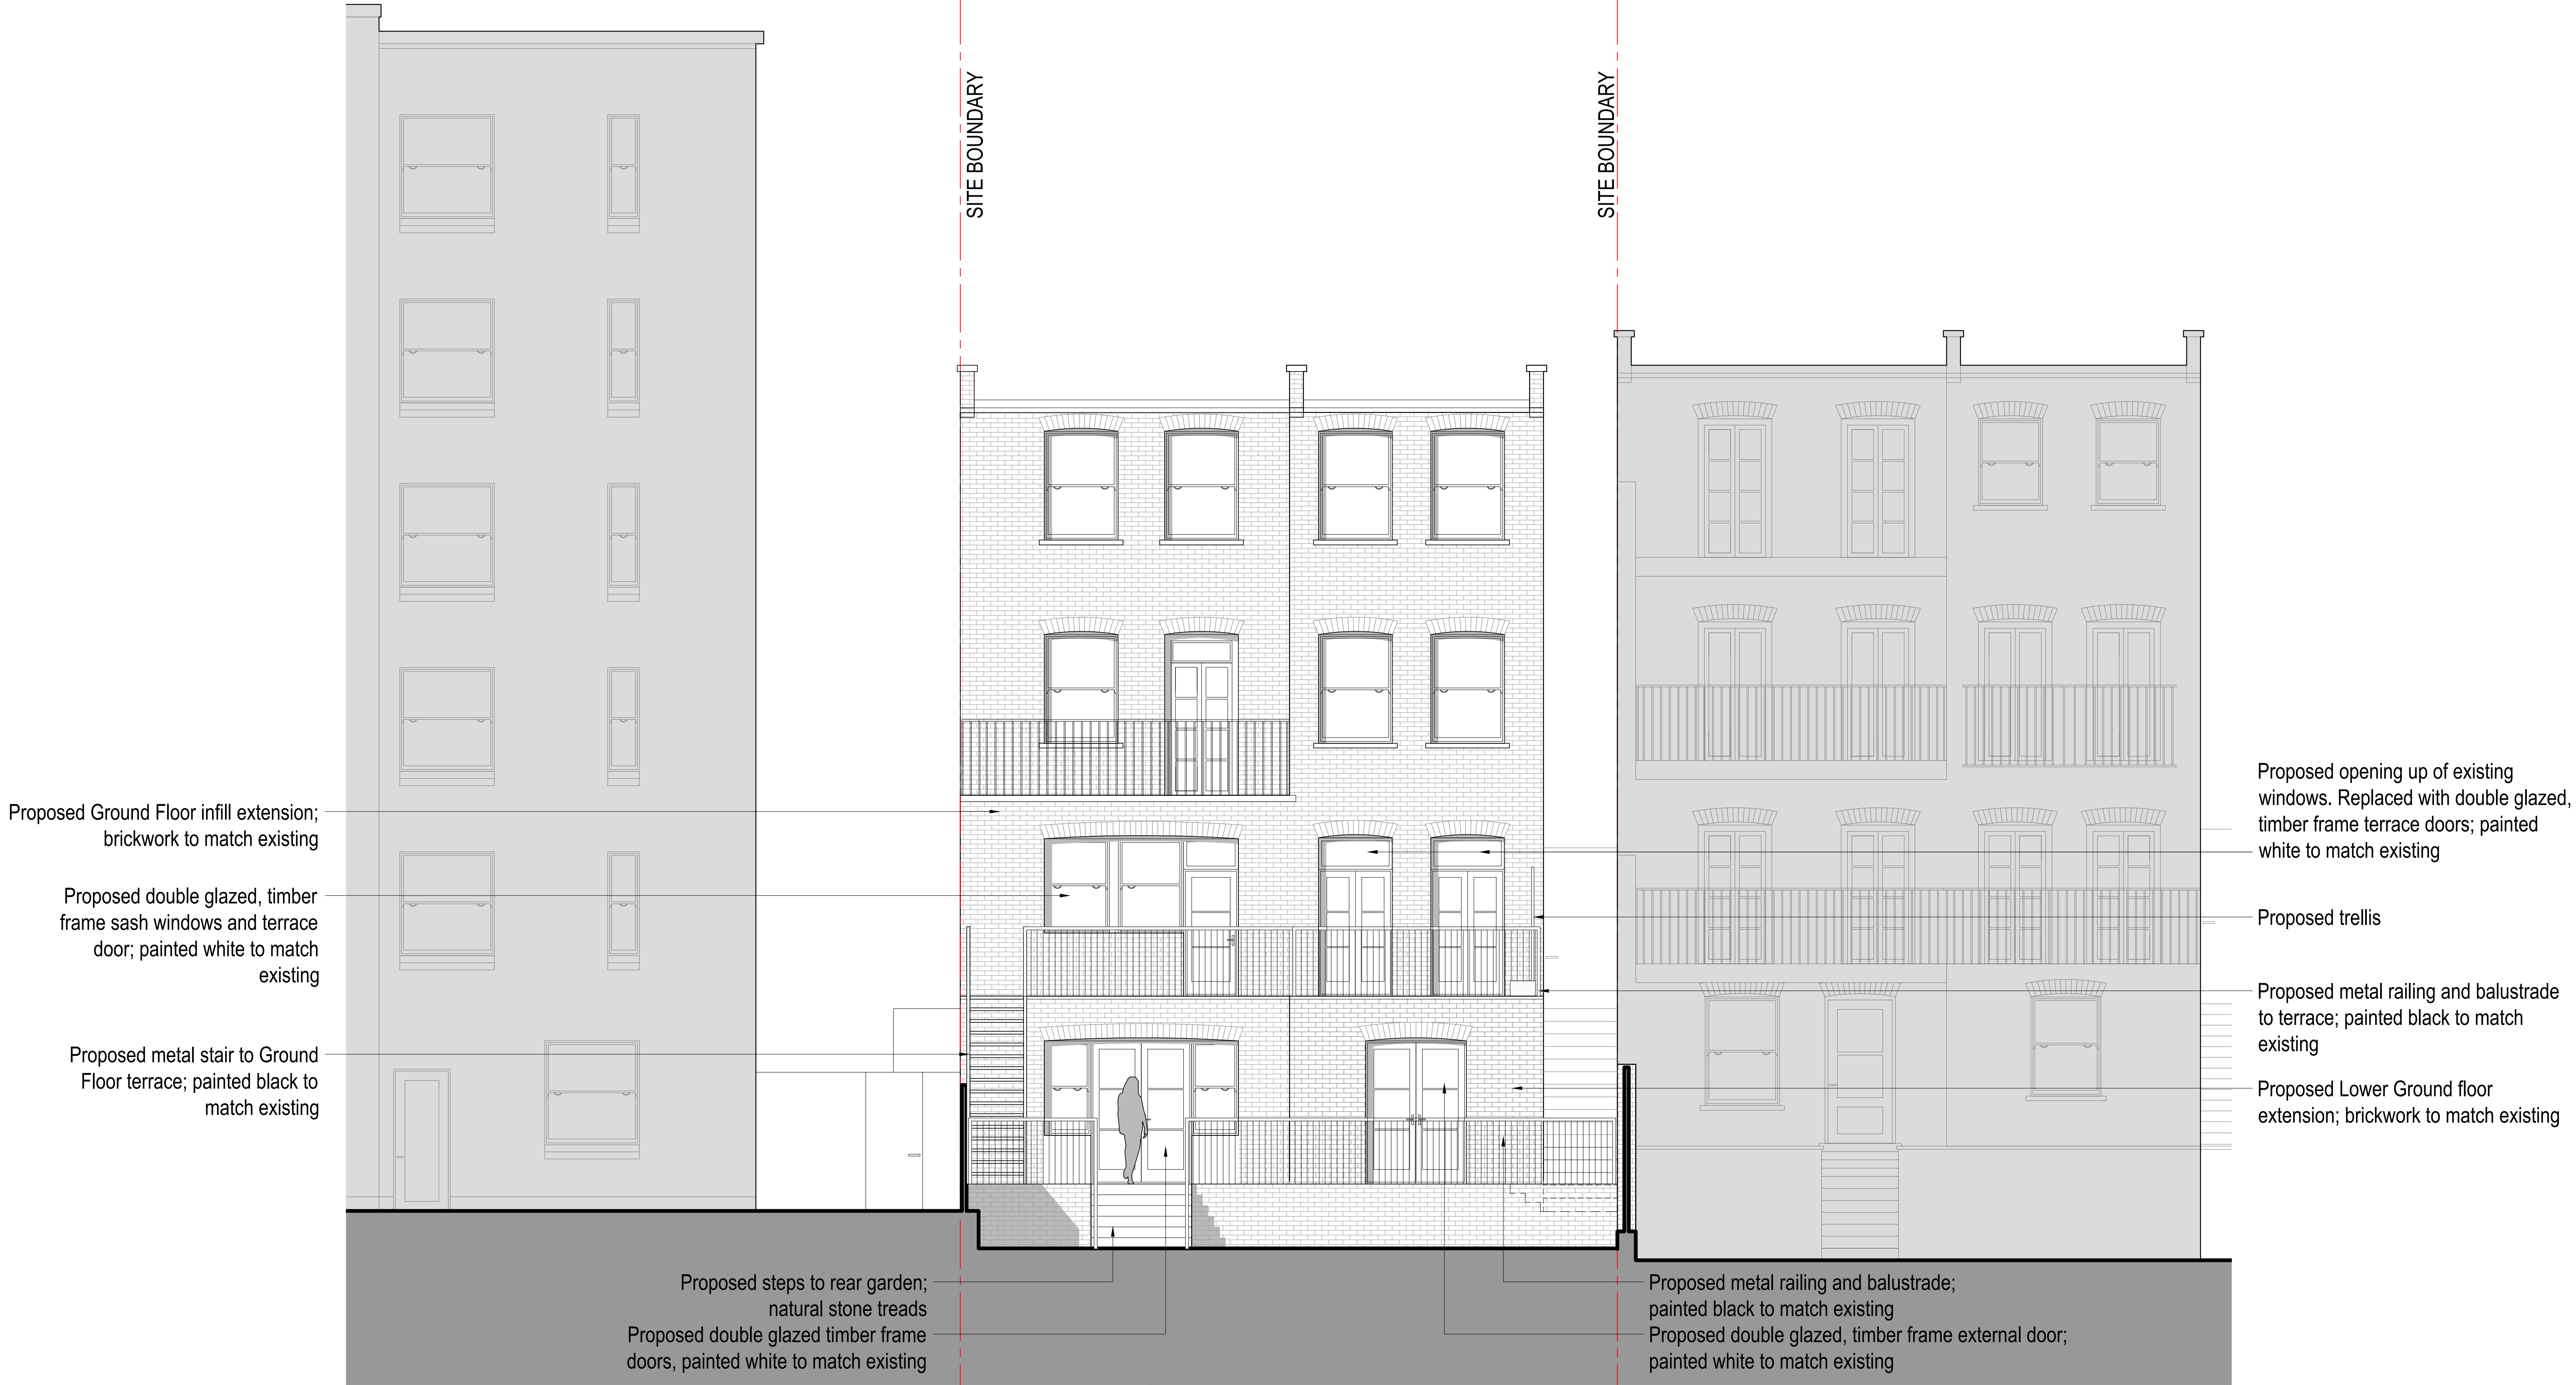 SITE BOUNDARY
SITE BOUNDARY
Proposed Ground Floor infill extension;
brickwork to match existing
Proposed double glazed, timber
frame sash windows and terrace
door; painted white to match
existing
Proposed metal stair to Ground
Floor terrace; painted black to
match existing
Proposed opening up of existing
windows. Replaced with double glazed,
timber frame terrace doors; painted
white to match existing
Proposed trellis
Proposed metal railing and balustrade
to terrace; painted black to match
existing
Proposed Lower Ground floor
extension; brickwork to match existing
Proposed steps to rear garden;
natural stone treads
Proposed double glazed timber frame
doors, painted white to match existing
Proposed metal railing and balustrade;
painted black to match existing
Proposed double glazed, timber frame external door;
painted white to match existing